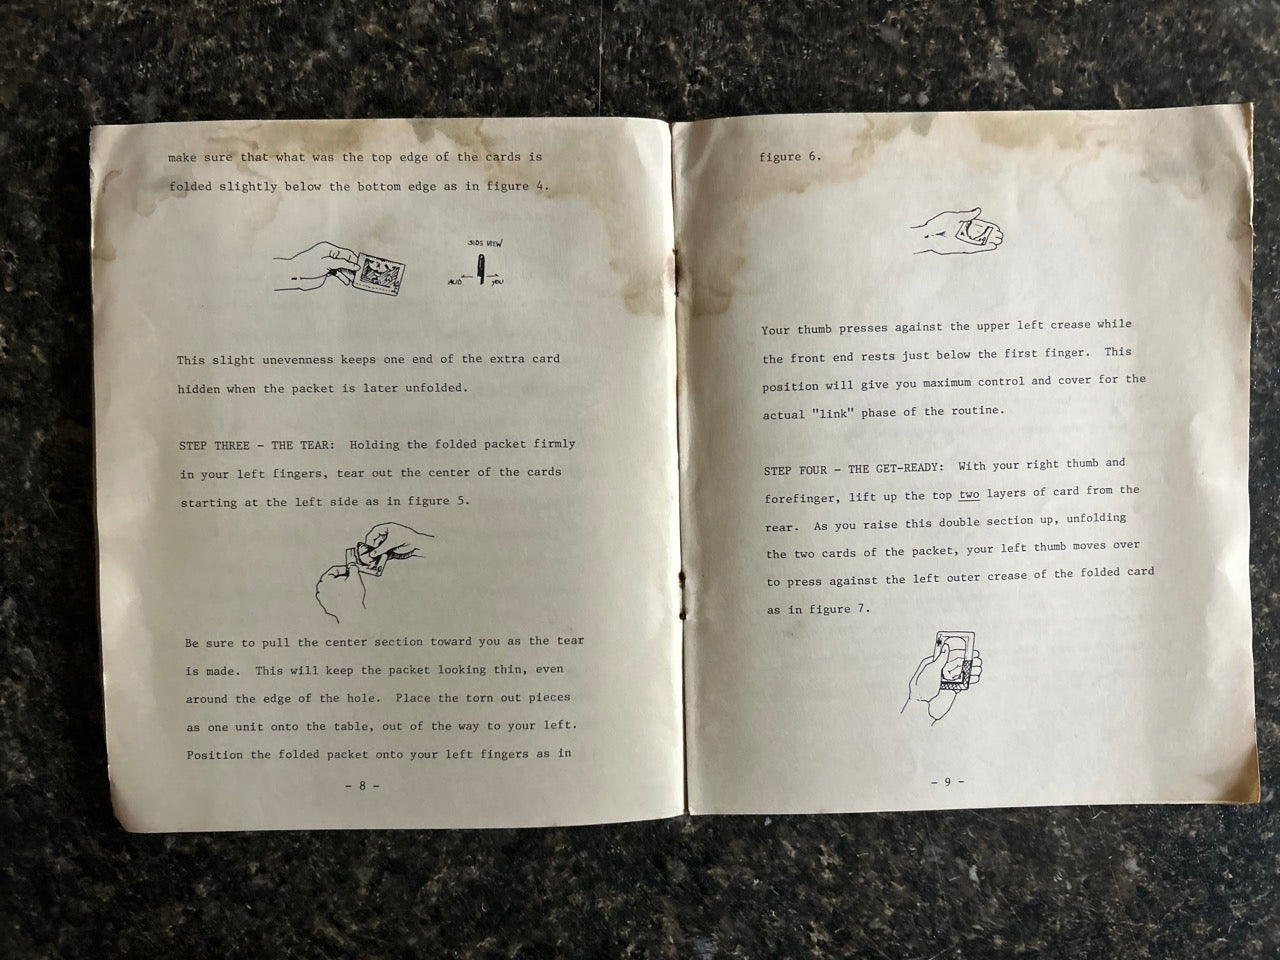 make sure that what was the top edge of the cards is
folded slightly below the bottom edge as in figure 4.
SIDE VIEW
AUD. YOU
This slight unevenness keeps one end of the extra card
hidden when the packet is later unfolded.
STEP THREE - THE TEAR: Holding the folded packet firmly
in your left fingers, tear out the center of the cards
starting at the left side as in figure 5.
Be sure to pull the center section toward you as the tear
is made. This will keep the packet looking thin, even
around the edge of the hole. Place the torn out pieces
as one unit onto the table, out of the way to your left.
Position the folded packet onto your left fingers as in
- 8 -
figure 6.
Your thumb presses against the upper left crease while
the front end rests just below the first finger. This
position will give you maximum control and cover for the
actual "link" phase of the routine.
STEP FOUR - THE GET-READY: With your right thumb and
forefinger, lift up the top two layers of card from the
rear. As you raise this double section up, unfolding
the two cards of the packet, your left thumb moves over
to press against the left outer crease of the folded card
as in figure 7.
- 9 -